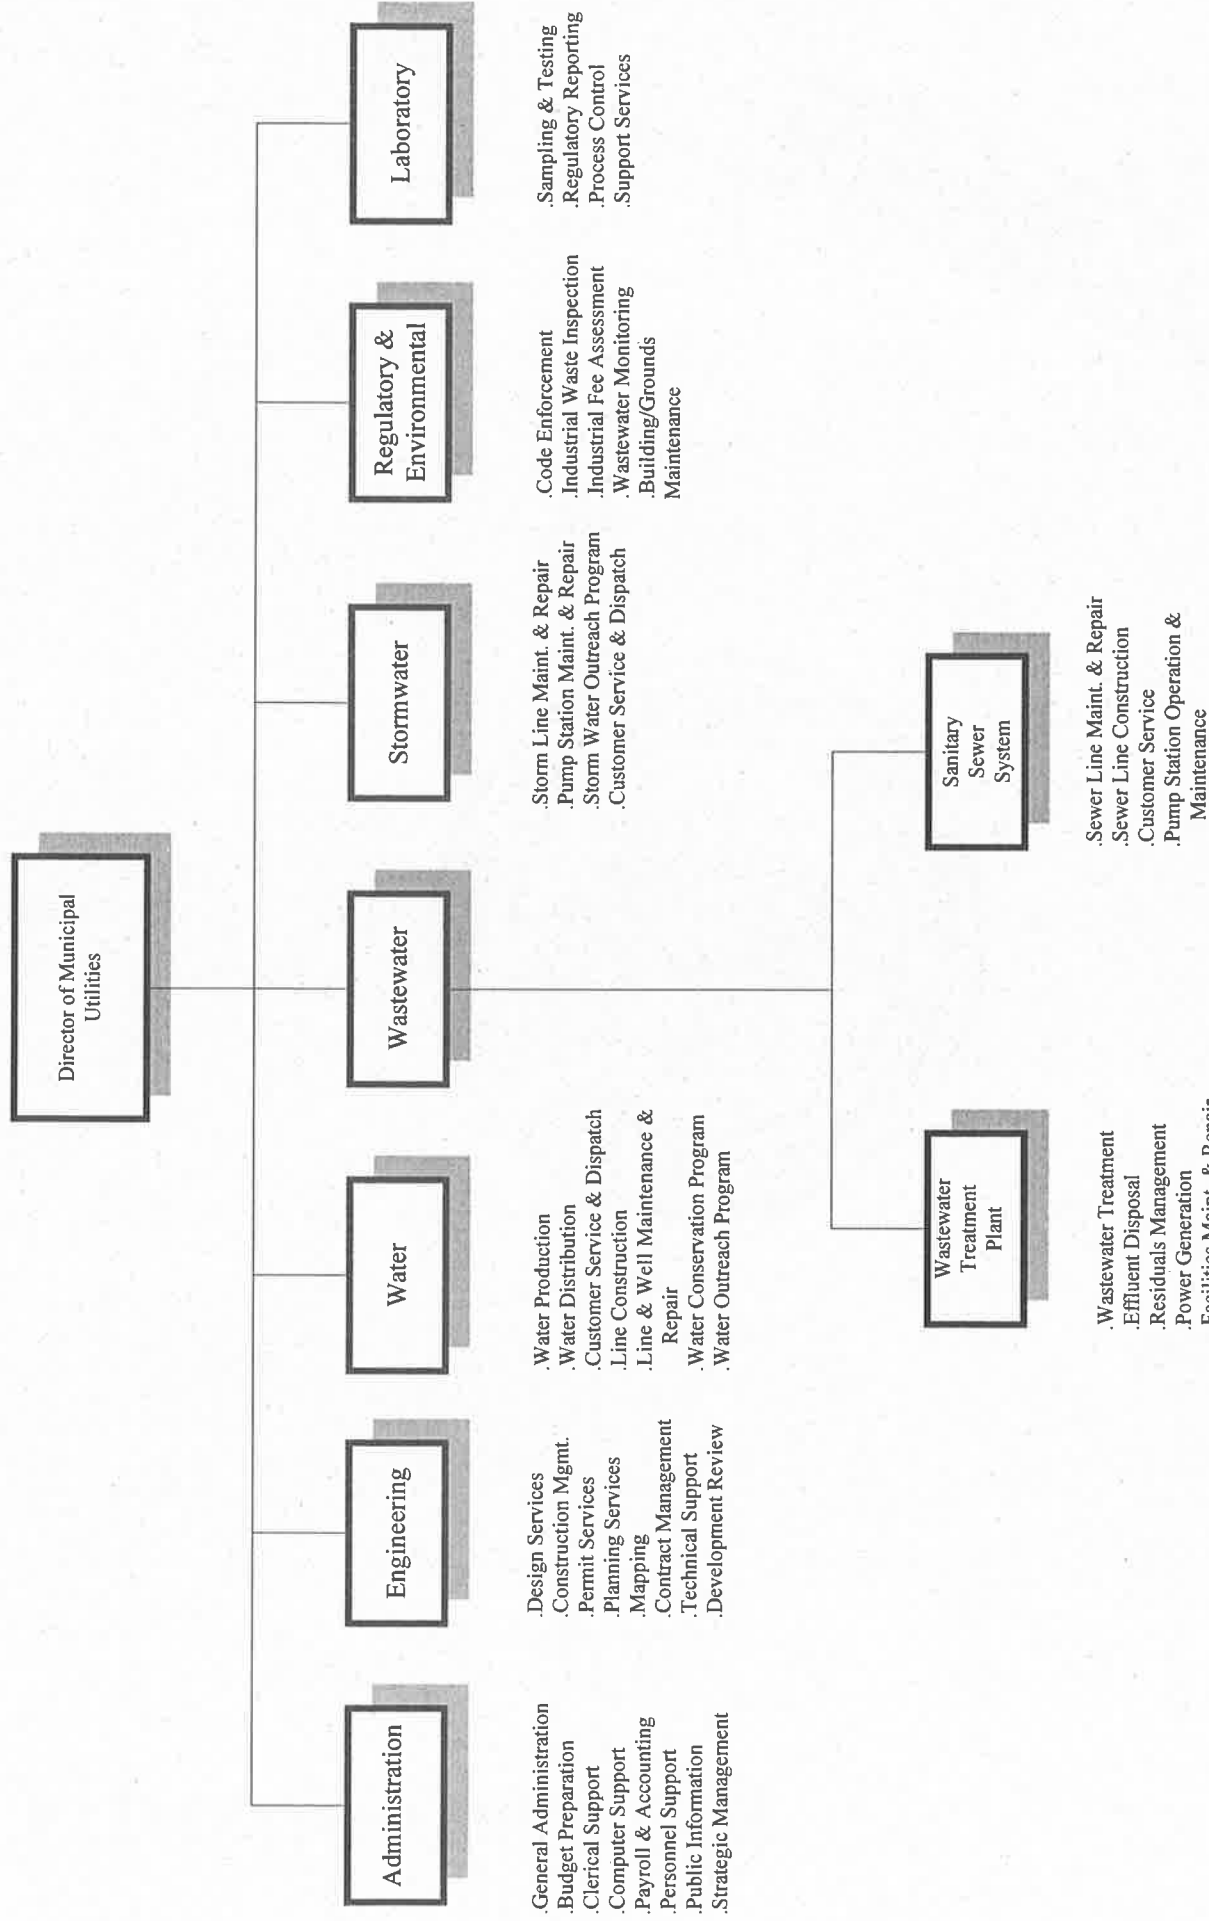 Director of Municipal
Utilities
Administration
.General Administration
.Budget Preparation
.Clerical Support
.Computer Support
.Payroll & Accounting
.Personnel Support
.Public Information
.Strategic Management
Engineering
.Design Services
.Construction Mgmt.
.Permit Services
.Planning Services
.Mapping
.Contract Management
.Technical Support
.Development Review
Water
.Water Production
.Water Distribution
.Customer Service & Dispatch
.Line Construction
.Line & Well Maintenance &
Repair
.Water Conservation Program
.Water Outreach Program
Wastewater
Stormwater
.Storm Line Maint. & Repair
.Pump Station Maint. & Repair
.Storm Water Outreach Program
.Customer Service & Dispatch
Regulatory &
Environmental
.Code Enforcement
.Industrial Waste Inspection
.Industrial Fee Assessment
.Wastewater Monitoring
.Building/Grounds
Maintenance
Laboratory
.Sampling & Testing
.Regulatory Reporting
.Process Control
.Support Services
Wastewater
Treatment
Plant
.Wastewater Treatment
.Effluent Disposal
.Residuals Management
.Power Generation
.Facilities Maint. & Repair
Sanitary
Sewer
System
.Sewer Line Maint. & Repair
.Sewer Line Construction
.Customer Service
.Pump Station Operation &
Maintenance